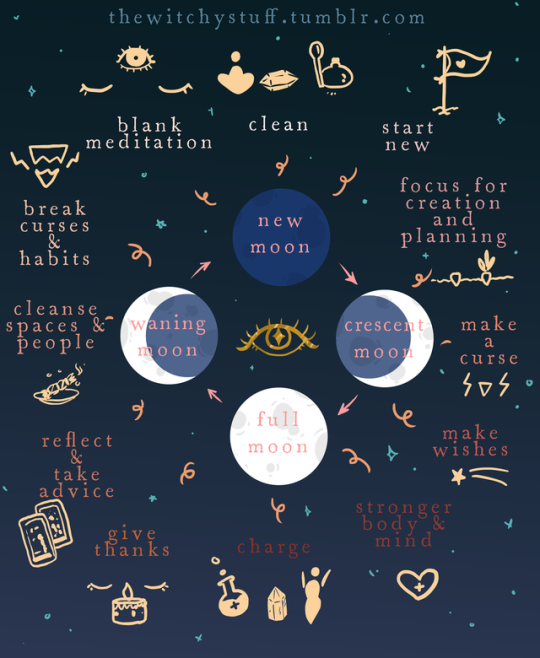 thewitchystuff.tumblr.com
blank
meditation
clean
start
new
focus for
creation
and
planning
make
a
curse
make
wishes
stronger
body &
mind
charge
give
thanks
reflect
&
take
advice
cleanse
spaces &
people
break
curses
&
habits
new
moon
crescent
moon
full
moon
waning
moon